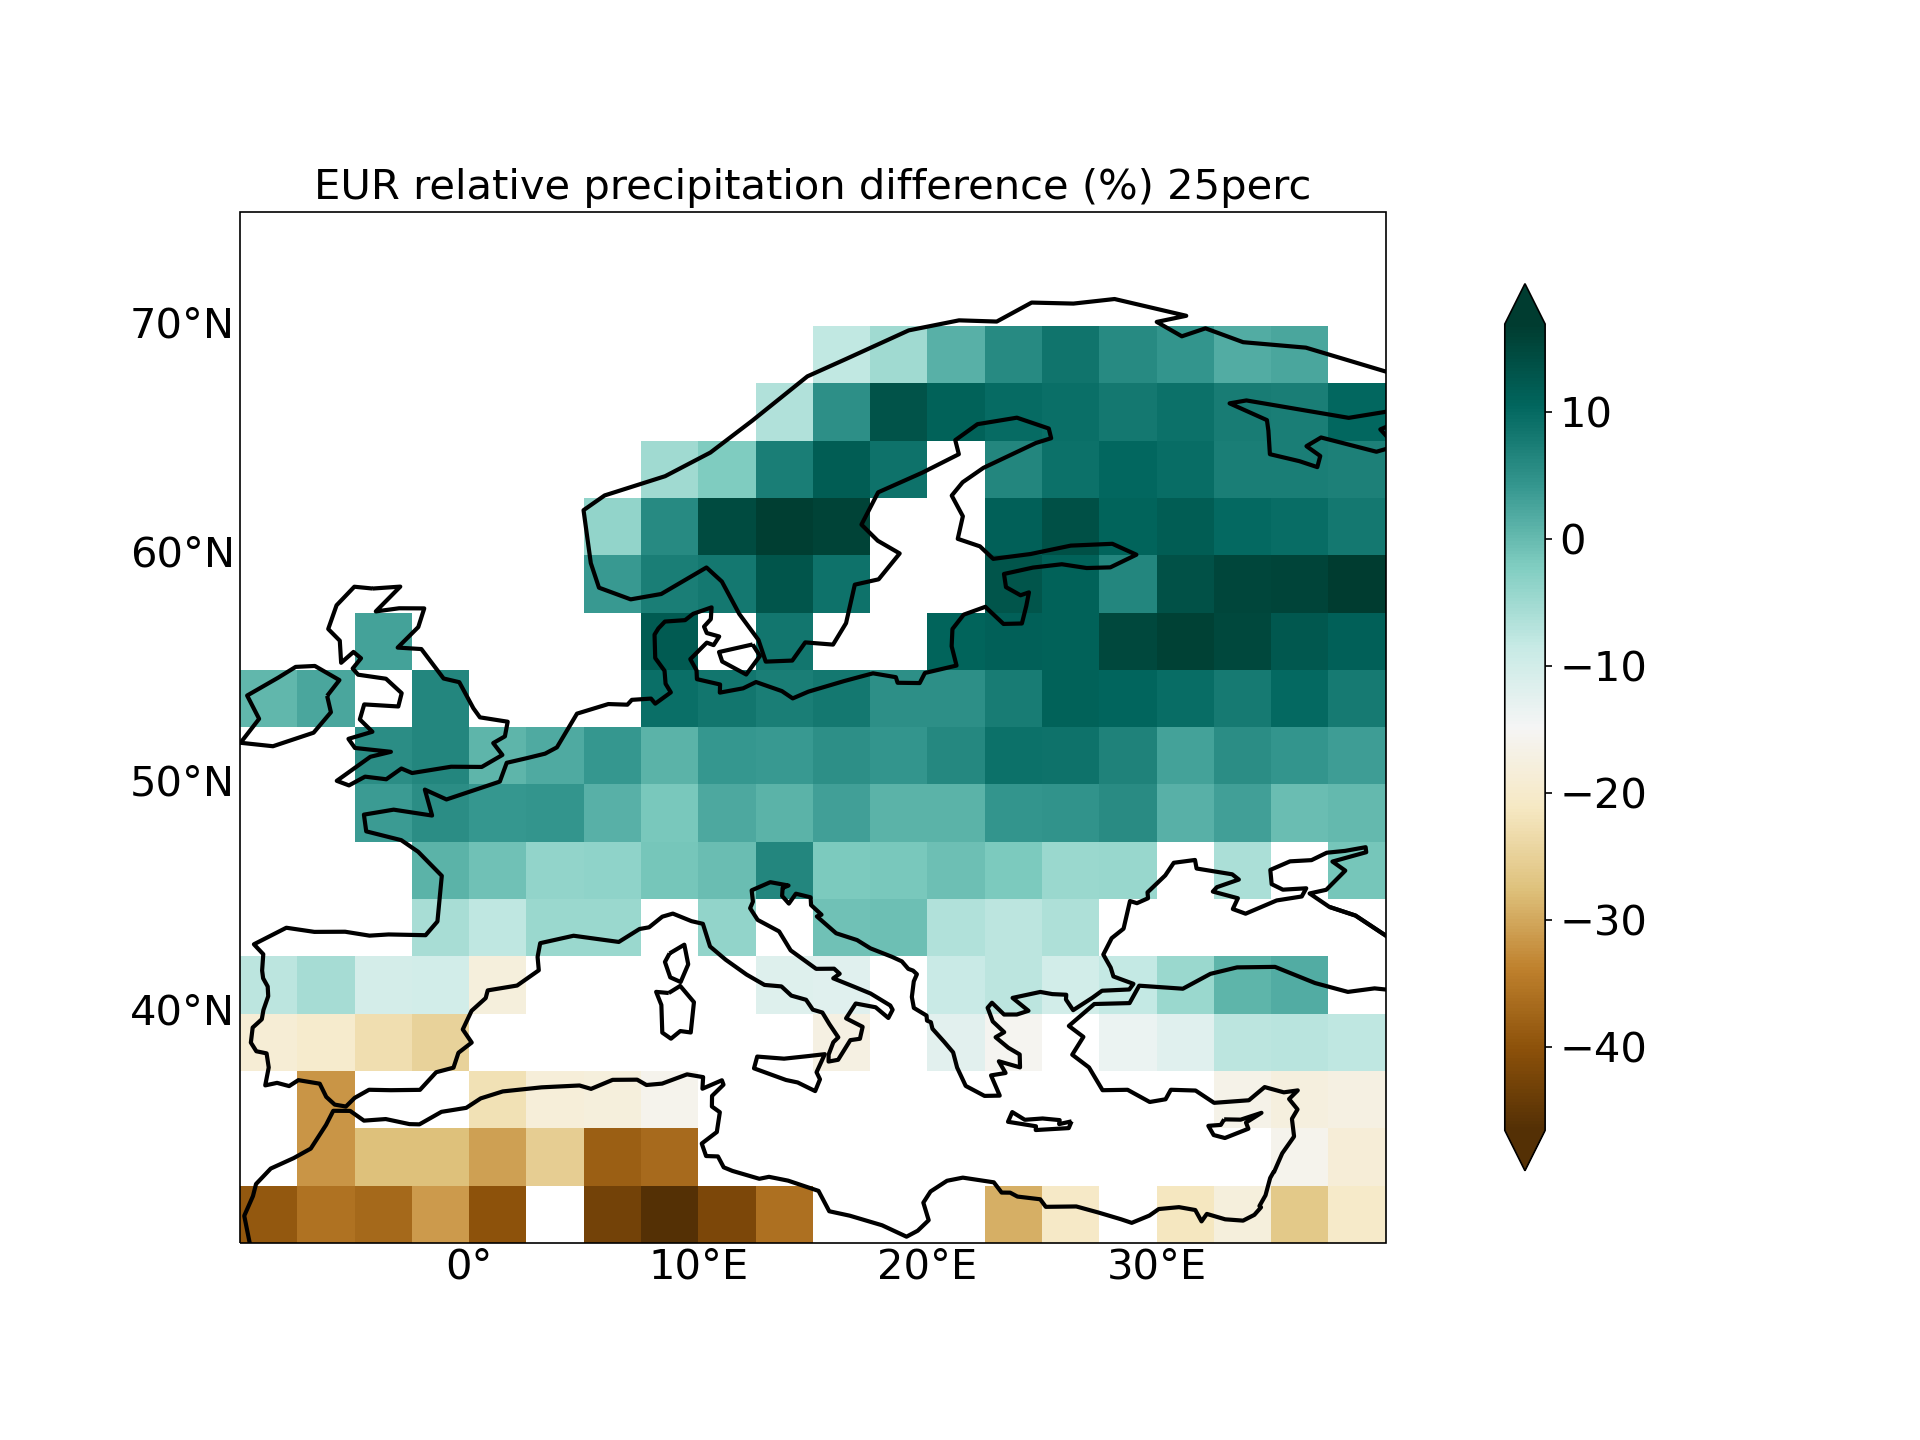 EUR relative precipitation difference (%) 25perc
70°N
60°N
50°N
40°N
0°
10°E
20°E
30°E
10
0
−10
−20
−30
−40